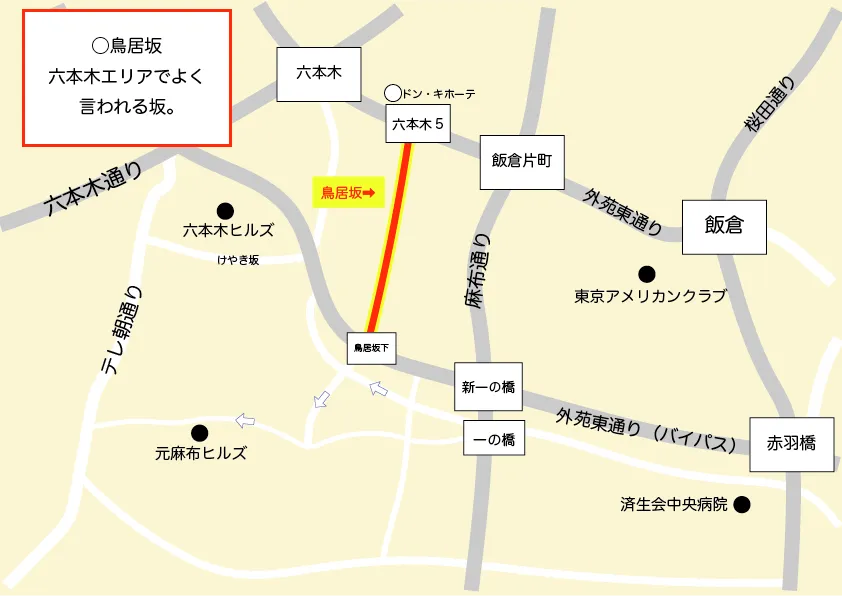 ◯鳥居坂
六本木エリアでよく
言われる坂。
六本木
ドン・キホーテ
六本木5
飯倉片町
桜田通り
六本木通り
鳥居坂➡
外苑東通り
飯倉
六本木ヒルズ
けやき坂
麻布通り
東京アメリカンクラブ
テレ朝通り
鳥居坂下
新一の橋
外苑東通り（バイパス）
一の橋
赤羽橋
元麻布ヒルズ
済生会中央病院